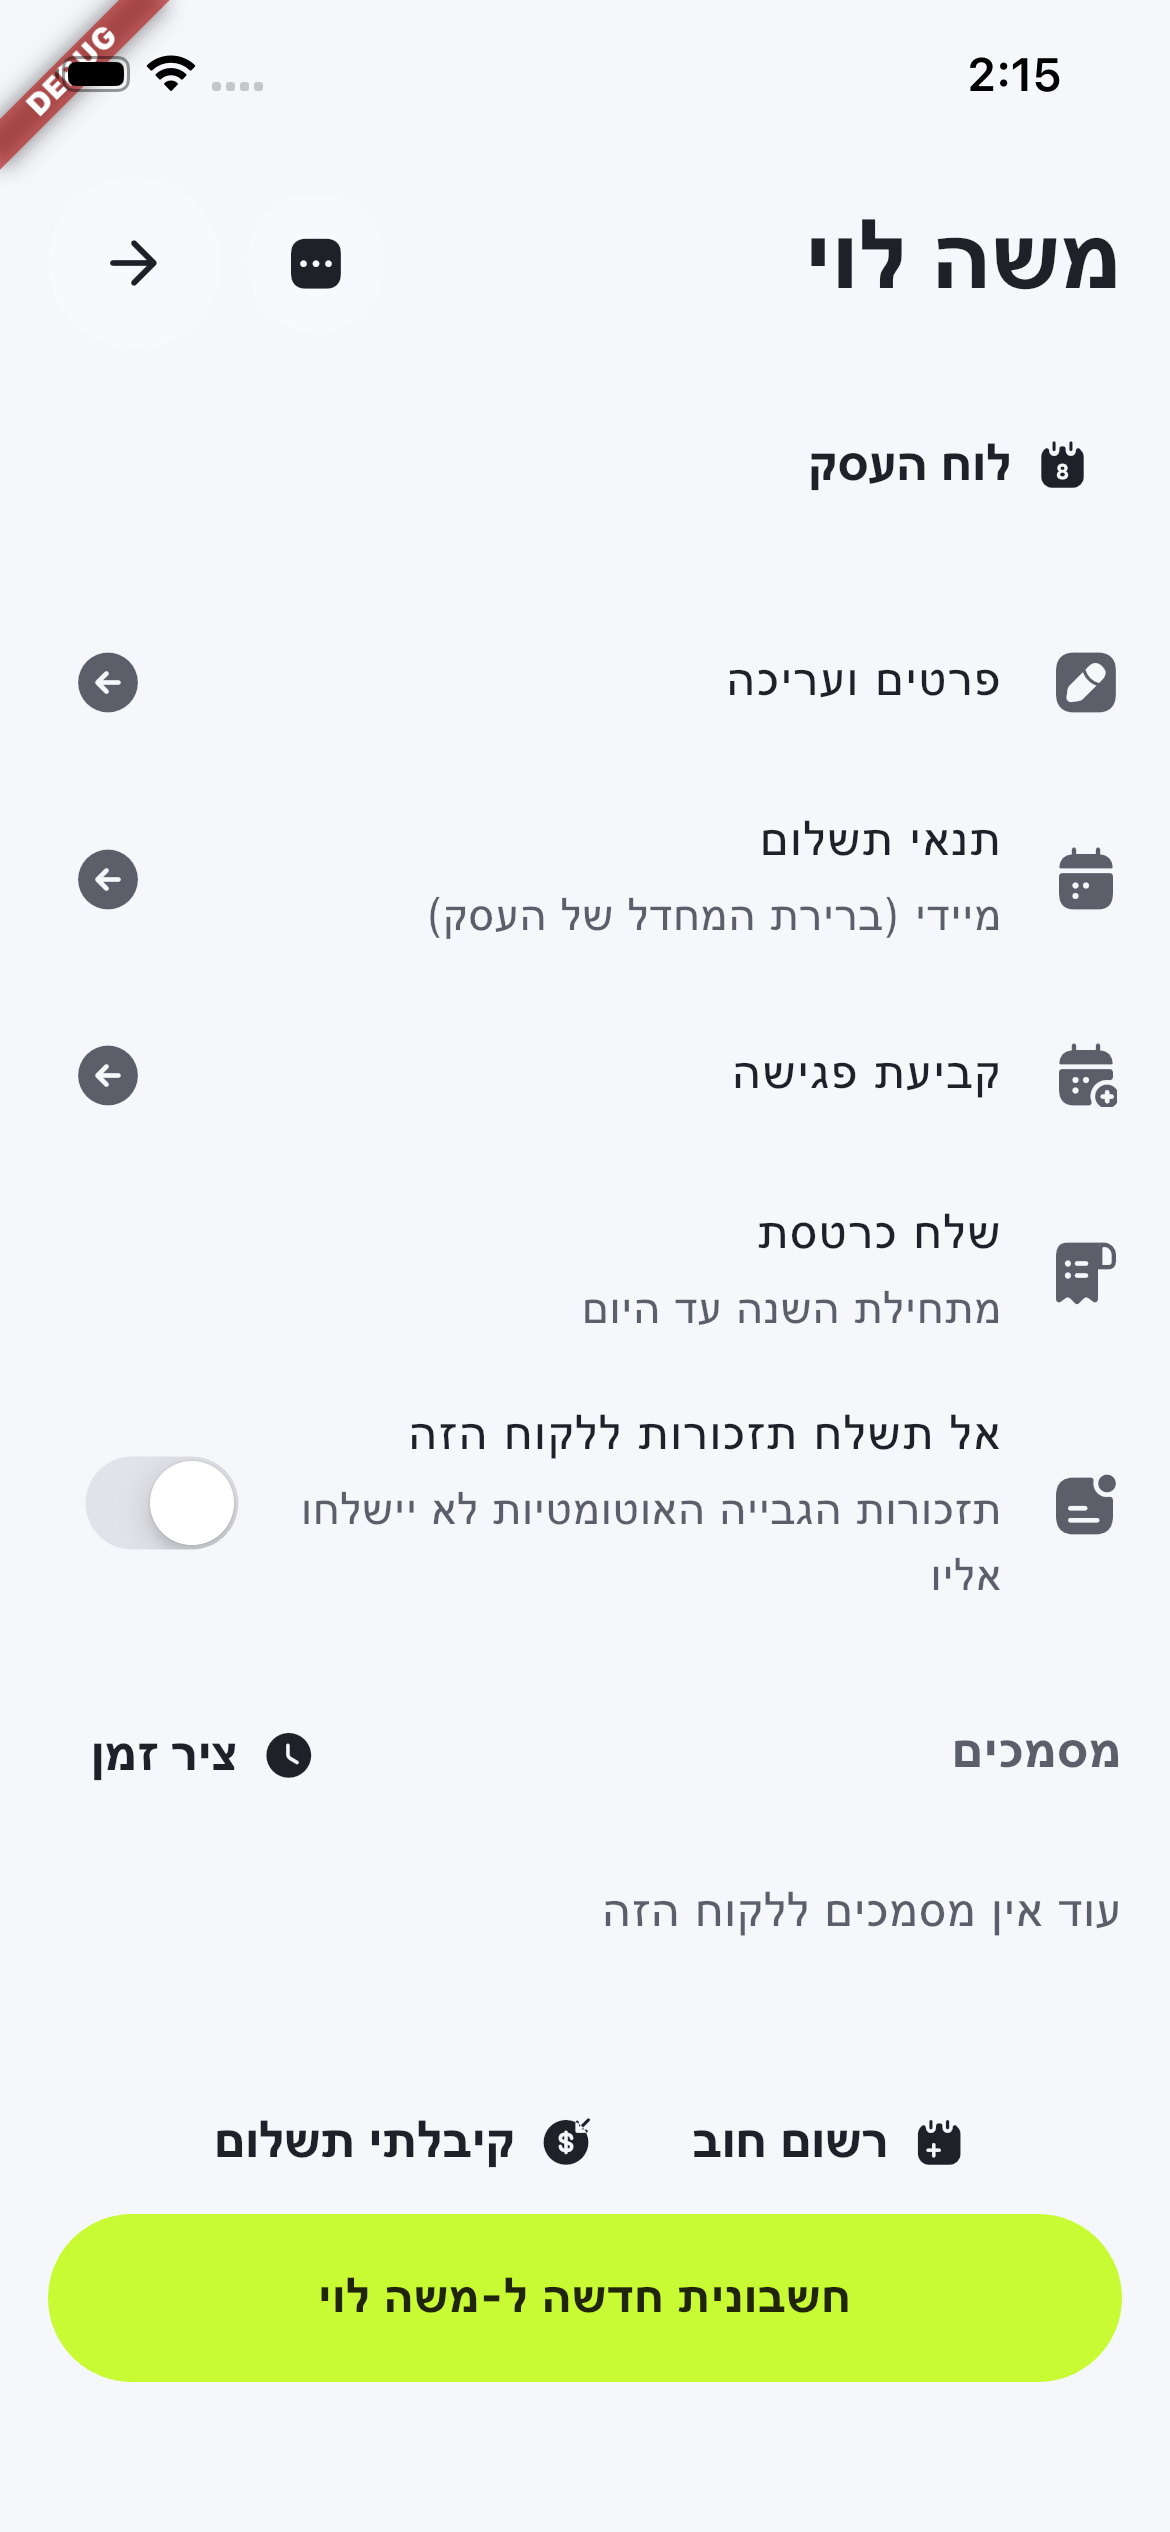 DEBUG
2:15
משה לוי
8
לוח העסק
פרטים ועריכה
תנאי תשלום
מיידי (ברירת המחדל של העסק)
קביעת פגישה
שלח כרטסת
מתחילת השנה עד היום
אל תשלח תזכורות ללקוח הזה
תזכורות הגבייה האוטומטיות לא יישלחו
אליו
מסמכים
ציר זמן
עוד אין מסמכים ללקוח הזה
רשום חוב
קיבלתי תשלום
חשבונית חדשה ל-משה לוי